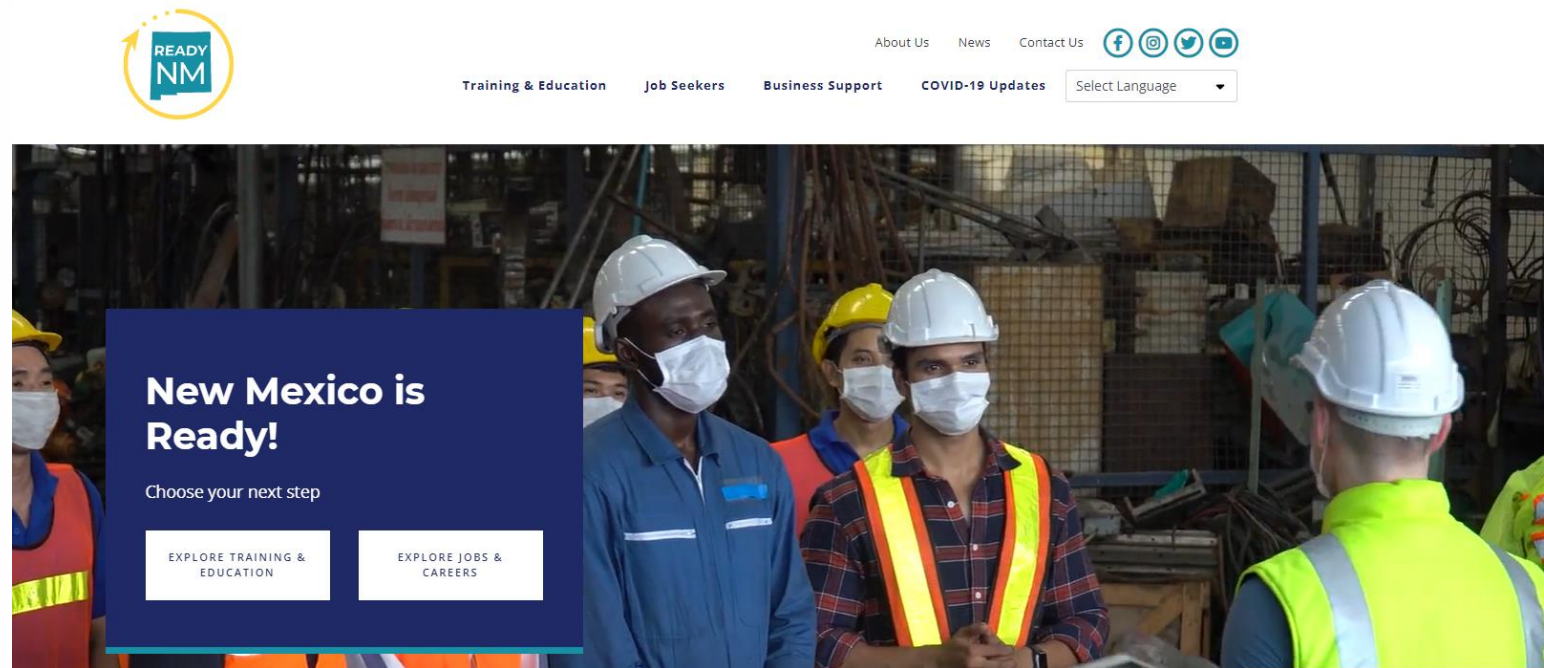 READY
NM
About Us News Contact Us
Training & Education Job Seekers Business Support COVID-19 Updates Select Language
New Mexico is
Ready!
Choose your next step
EXPLORE TRAINING &
EDUCATION
EXPLORE JOBS &
CAREERS